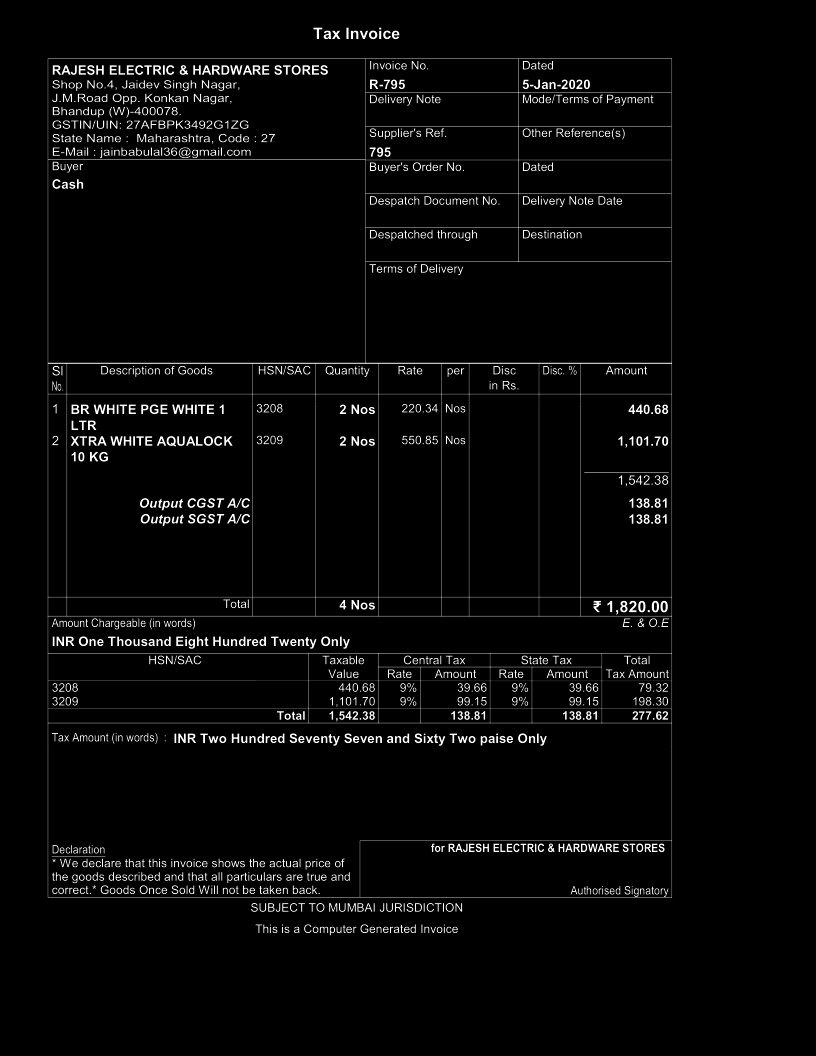 Tax Invoice
RAJESH ELECTRIC & HARDWARE STORES
Shop No.4, Jaidev Singh Nagar,
J.M.Road Opp. Konkan Nagar,
Bhandup (W)-400078.
GSTIN/UIN: 27AFBPK3492G1ZG
State Name : Maharashtra, Code : 27
E-Mail : jainbabulal36@gmail.com
Buyer
Cash
Invoice No. Dated
R-795 5-Jan-2020
Delivery Note Mode/Terms of Payment
Supplier's Ref. Other Reference(s)
795
Buyer's Order No. Dated
Despatch Document No. Delivery Note Date
Despatched through Destination
Terms of Delivery
Sl Description of Goods HSN/SAC Quantity Rate per Disc Disc. % Amount
No. in Rs.
1 BR WHITE PGE WHITE 1 3208 2 Nos 220.34 Nos 440.68
LTR
2 XTRA WHITE AQUALOCK 3209 2 Nos 550.85 Nos 1,101.70
10 KG
1,542.38
Output CGST A/C 138.81
Output SGST A/C 138.81
Total 4 Nos ₹ 1,820.00
Amount Chargeable (in words) E. & O.E
INR One Thousand Eight Hundred Twenty Only
HSN/SAC Taxable Central Tax State Tax Total
Value Rate Amount Rate Amount Tax Amount
3208 440.68 9% 39.66 9% 39.66 79.32
3209 1,101.70 9% 99.15 9% 99.15 198.30
Total 1,542.38 138.81 138.81 277.62
Tax Amount (in words) : INR Two Hundred Seventy Seven and Sixty Two paise Only
Declaration
* We declare that this invoice shows the actual price of
the goods described and that all particulars are true and
correct.* Goods Once Sold Will not be taken back.
for RAJESH ELECTRIC & HARDWARE STORES
Authorised Signatory
SUBJECT TO MUMBAI JURISDICTION
This is a Computer Generated Invoice